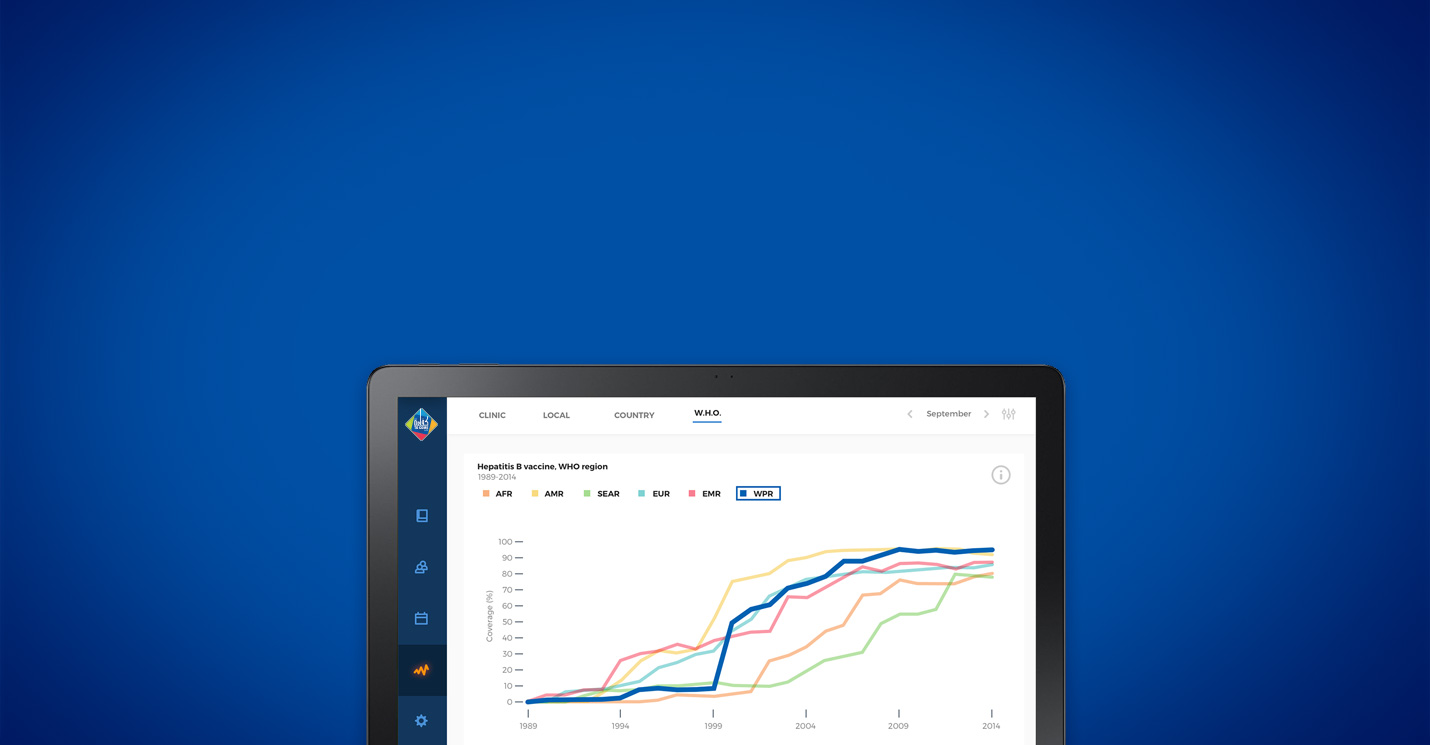 CLINIC LOCAL COUNTRY W.H.O. September
Hepatitis B vaccine, WHO region
1989-2014
AFR AMR SEAR EUR EMR WPR
100
90
80
70
60
50
40
30
20
10
0
Coverage (%)
1989 1994 1999 2004 2009 2014